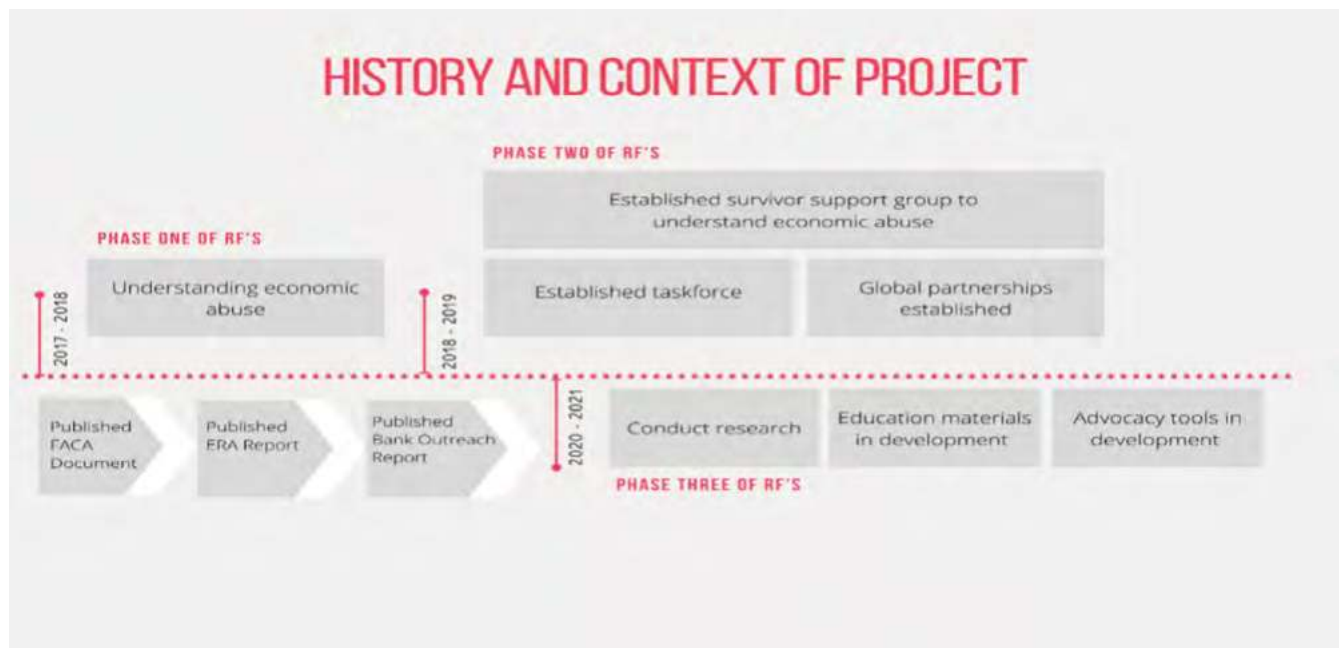 HISTORY AND CONTEXT OF PROJECT
PHASE ONE OF RF'S
2017 - 2018
Understanding economic
abuse
PHASE TWO OF RF'S
2018 - 2019
Established survivor support group to
understand economic abuse
Established taskforce
Global partnerships
established
Published
FACA
Document
Published
ERA Report
Published
Bank Outreach
Report
2020 - 2021
Conduct research
Education materials
in development
Advocacy tools in
development
PHASE THREE OF RF'S